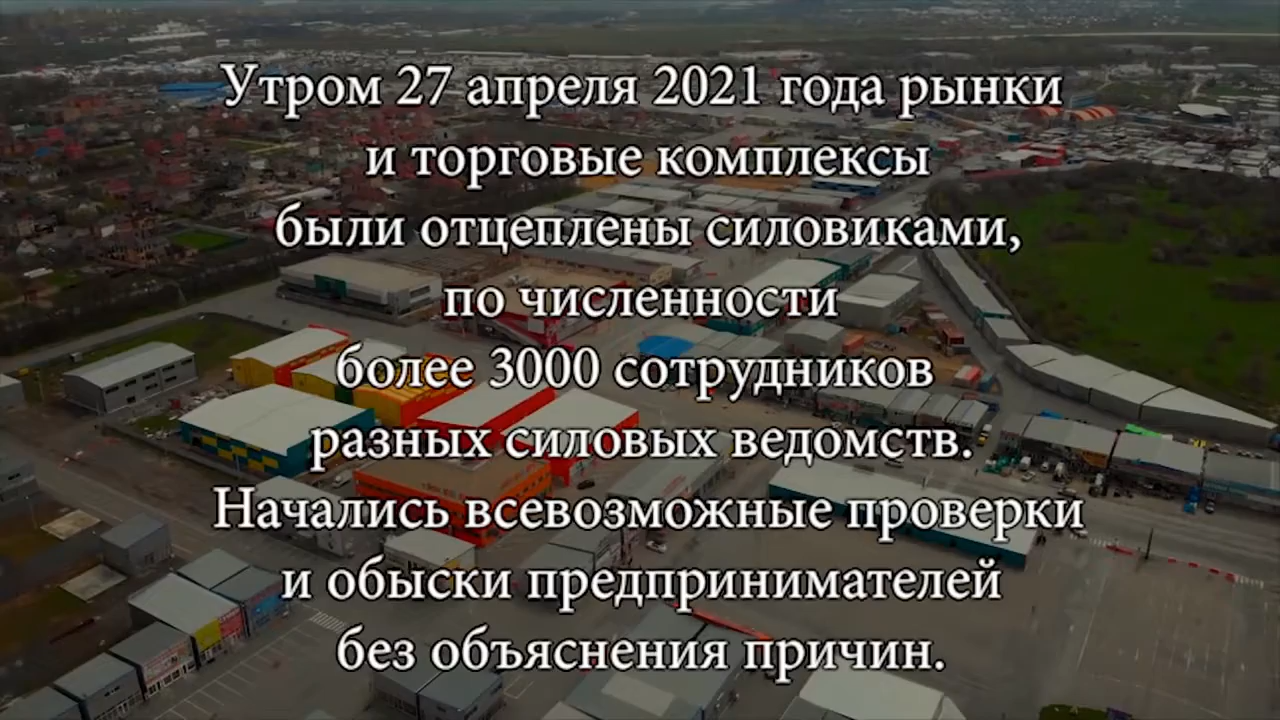 Утром 27 апреля 2021 года рынки
и торговые комплексы
были отцеплены силовиками,
по численности
более 3000 сотрудников
разных силовых ведомств.
Начались всевозможные проверки
и обыски предпринимателей
без объяснения причин.